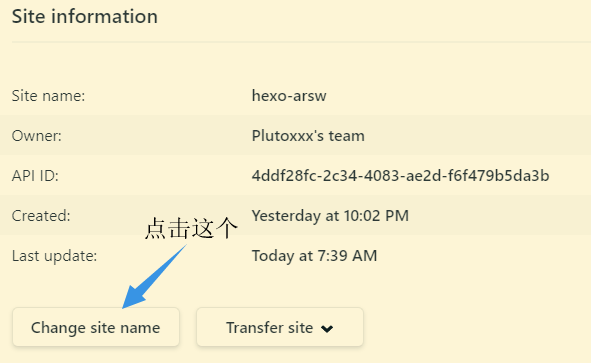 Site information
Site name: hexo-arsw
Owner: Plutoxxx's team
API ID: 4ddf28fc-2c34-4083-ae2d-f6f479b5da3b
Created: Yesterday at 10:02 PM
点击这个
Last update: Today at 7:39 AM
Change site name Transfer site